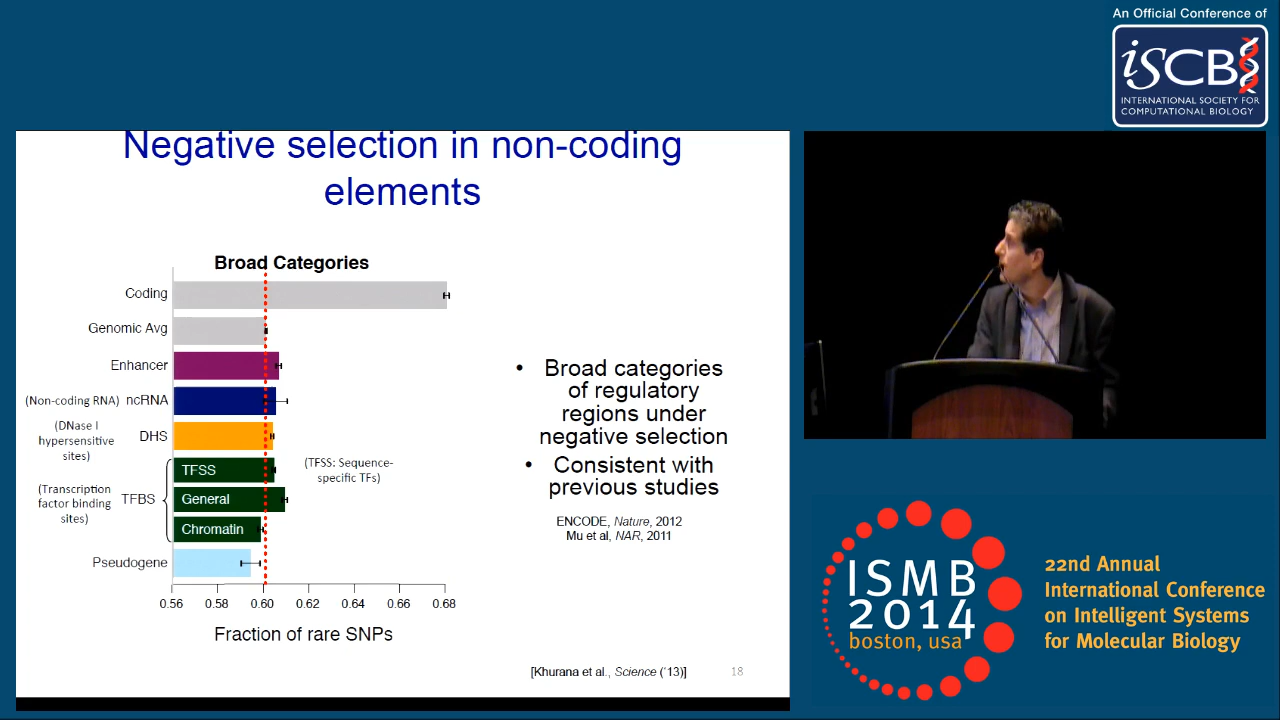 An Official Conference of
iSCB
INTERNATIONAL SOCIETY FOR
COMPUTATIONAL BIOLOGY
Negative selection in non-coding
elements
Broad Categories
Coding
Genomic Avg
Enhancer
(Non-coding RNA) ncRNA
(DNase I
hypersensitive
sites)
DHS
TFSS
(TFSS: Sequence-
specific TFs)
(Transcription
factor binding
sites)
TFBS
General
Chromatin
Pseudogene
0.56 0.58 0.60 0.62 0.64 0.66 0.68
Fraction of rare SNPs
• Broad categories
of regulatory
regions under
negative selection
• Consistent with
previous studies
ENCODE, Nature, 2012
Mu et al, NAR, 2011
[Khurana et al., Science ('13)]
18
ISMB
2014
boston, usa
22nd Annual
International Conference
on Intelligent Systems
for Molecular Biology